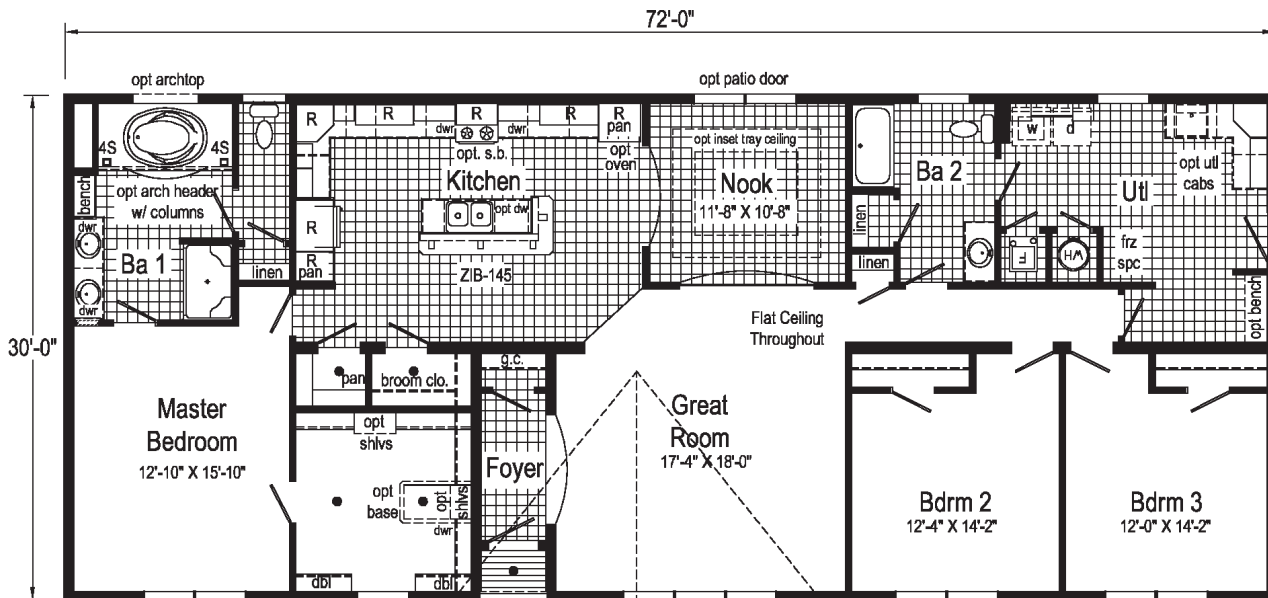 72'-0"
30'-0"
opt archtop
opt patio door
4S
4S
bench
opt arch header
w/ columns
dwr
Ba 1
dwr
linen
R
R
R
R
pan
dwr
dwr
opt. s.b.
opt
oven
Kitchen
opt dw
R
R
pan
ZIB-145
opt inset tray ceiling
Nook
11'-8" X 10'-8"
linen
linen
Ba 2
w
d
opt utl
cabs
Utl
F
WH
frz
spc
opt bench
Flat Ceiling
Throughout
Master
Bedroom
12'-10" X 15'-10"
pan
broom clo.
opt
shlvs
opt
base
opt
shlvs
dwr
dbl
dbl
g.c.
Foyer
Great
Room
17'-4" X 18'-0"
Bdrm 2
12'-4" X 14'-2"
Bdrm 3
12'-0" X 14'-2"